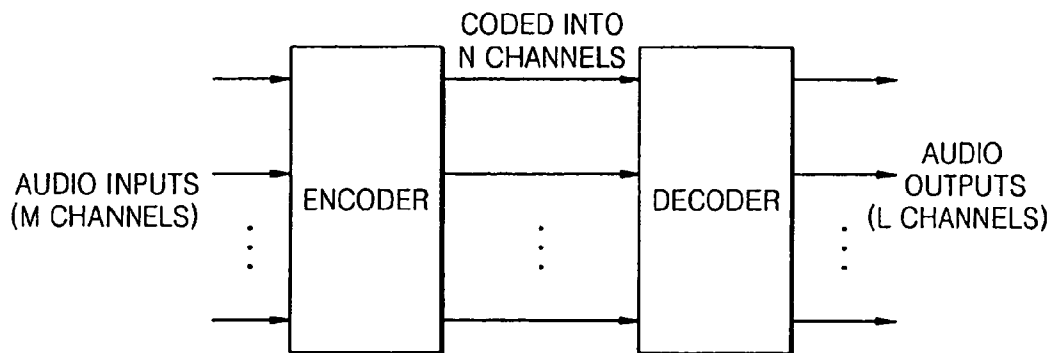 CODED INTO
N CHANNELS
AUDIO INPUTS
(M CHANNELS)
ENCODER
DECODER
AUDIO
OUTPUTS
(L CHANNELS)